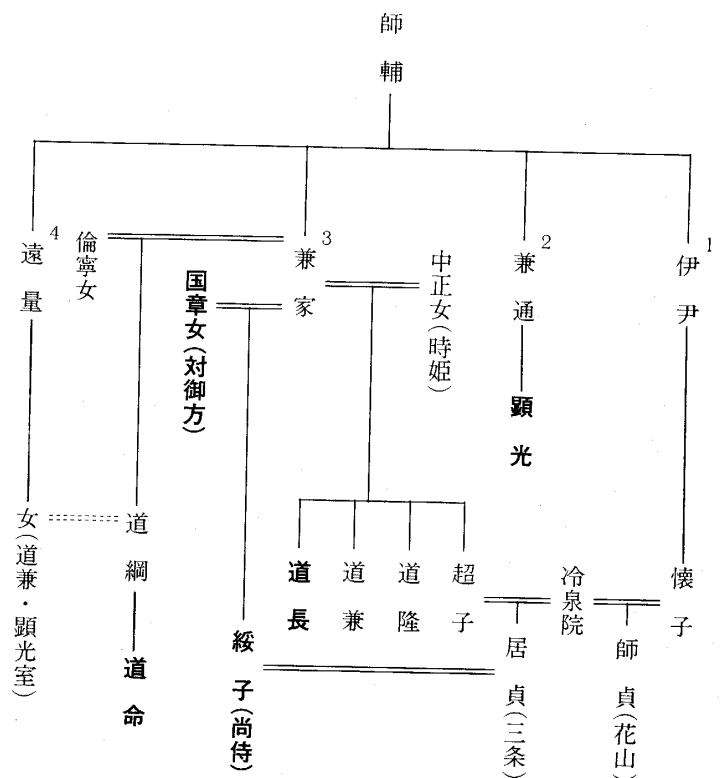 師輔
1
伊尹
2
兼通
3
兼家
4
遠量
中正女(時姫)
倫寧女
国章女(対御方)
顕光
懐子
冷泉院
超子
道隆
道兼
道長
道綱
女(道兼・顕光室)
師貞(花山)
居貞(三条)
綏子(尚侍)
道命